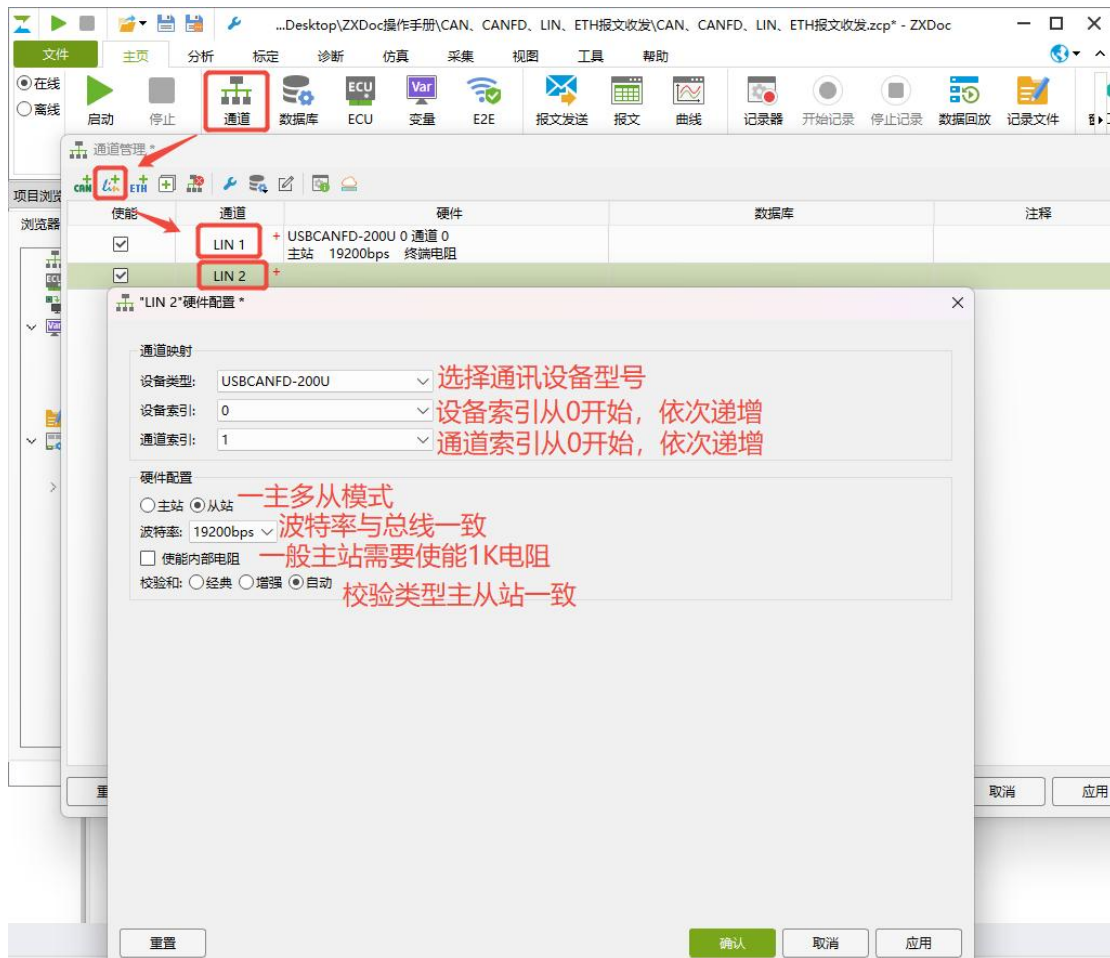 ...Desktop\ZXDoc操作手册\CAN、CANFD、LIN、ETH报文收发\CAN、CANFD、LIN、ETH报文收发.zcp* - ZXDoc
文件 主页 分析 标定 诊断 仿真 采集 视图 工具 帮助
在线
离线
ECU Var
启动 停止 通道 数据库 ECU 变量 E2E 报文发送 报文 曲线 记录器 开始记录 停止记录 数据回放 记录文件
通道管理 *
CAN lin ETH
项目浏览
浏览器
使能 通道 硬件 数据库 注释
LIN 1 + USBCANFD-200U 0 通道 0
主站 19200bps 终端电阻
LIN 2 +
"LIN 2"硬件配置 *
通道映射
设备类型: USBCANFD-200U 选择通讯设备型号
设备索引: 0 设备索引从0开始，依次递增
通道索引: 1 通道索引从0开始，依次递增
硬件配置
主站 从站 一主多从模式
波特率: 19200bps 波特率与总线一致
使能内部电阻 一般主站需要使能1K电阻
校验和: 经典 增强 自动 校验类型主从站一致
取消 应用
重置 确认 取消 应用